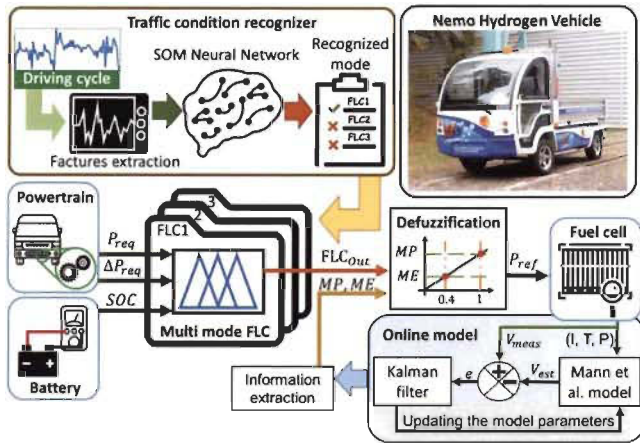 Traffic condition recognizer
Driving cycle
SOM Neural Network
Recognized
mode
FLC1
FLC2
FLC3
Factures extraction
Nemo Hydrogen Vehicle
Powertrain
P_req
ΔP_req
SOC
Battery
3
2
FLC1
Multi mode FLC
FLC_Out
MP, ME
Defuzzification
MP
ME
0.4
1
P_ref
Fuel cell
Information
extraction
Online model
V_meas
(I, T, P)
Kalman
filter
e
V_est
Mann et
al. model
Updating the model parameters